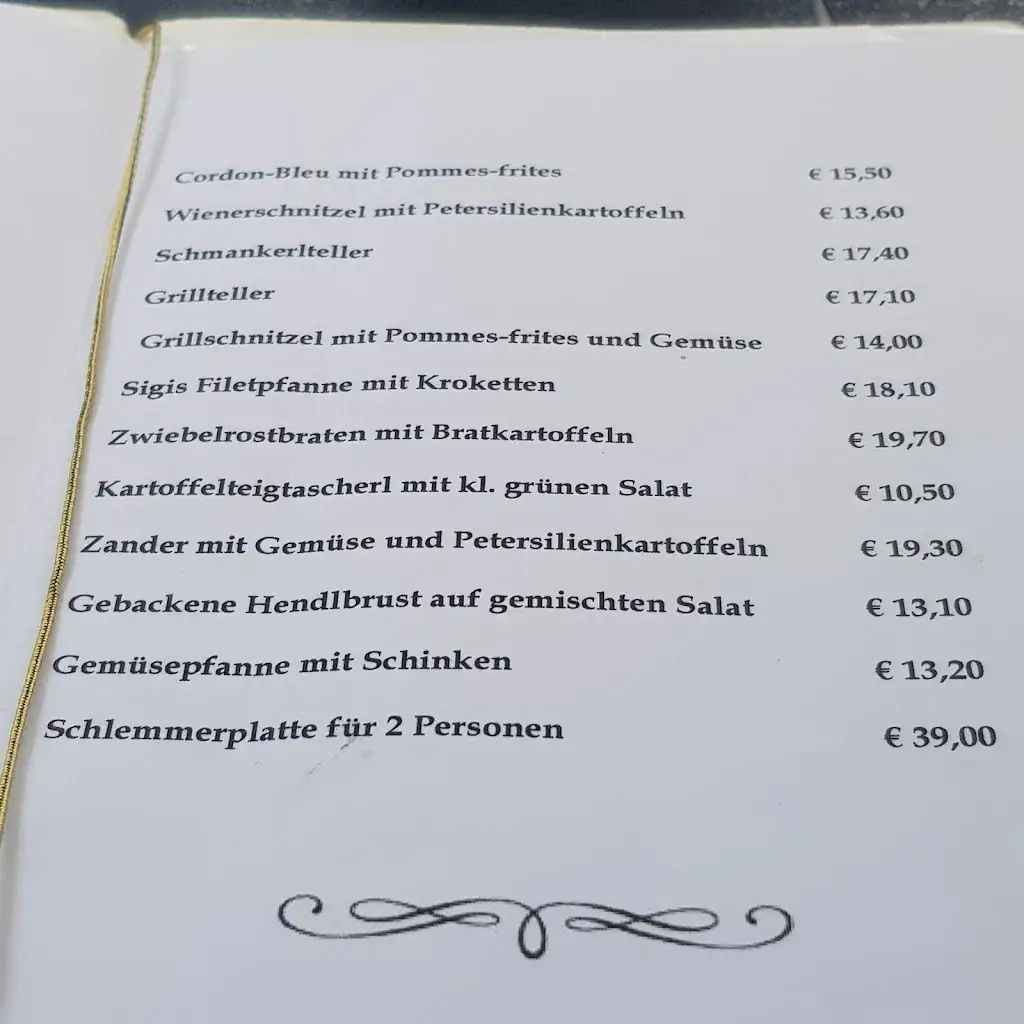 Cordon-Bleu mit Pommes-frites € 15,50
Wienerschnitzel mit Petersilienkartoffeln € 13,60
Schmankerlteller € 17,40
Grillteller € 17,10
Grillschnitzel mit Pommes-frites und Gemüse € 14,00
Sigis Filetpfanne mit Kroketten € 18,10
Zwiebelrostbraten mit Bratkartoffeln € 19,70
Kartoffelteigtascherl mit kl. grünen Salat € 10,50
Zander mit Gemüse und Petersilienkartoffeln € 19,30
Gebackene Hendlbrust auf gemischten Salat € 13,10
Gemüsepfanne mit Schinken € 13,20
Schlemmerplatte für 2 Personen € 39,00